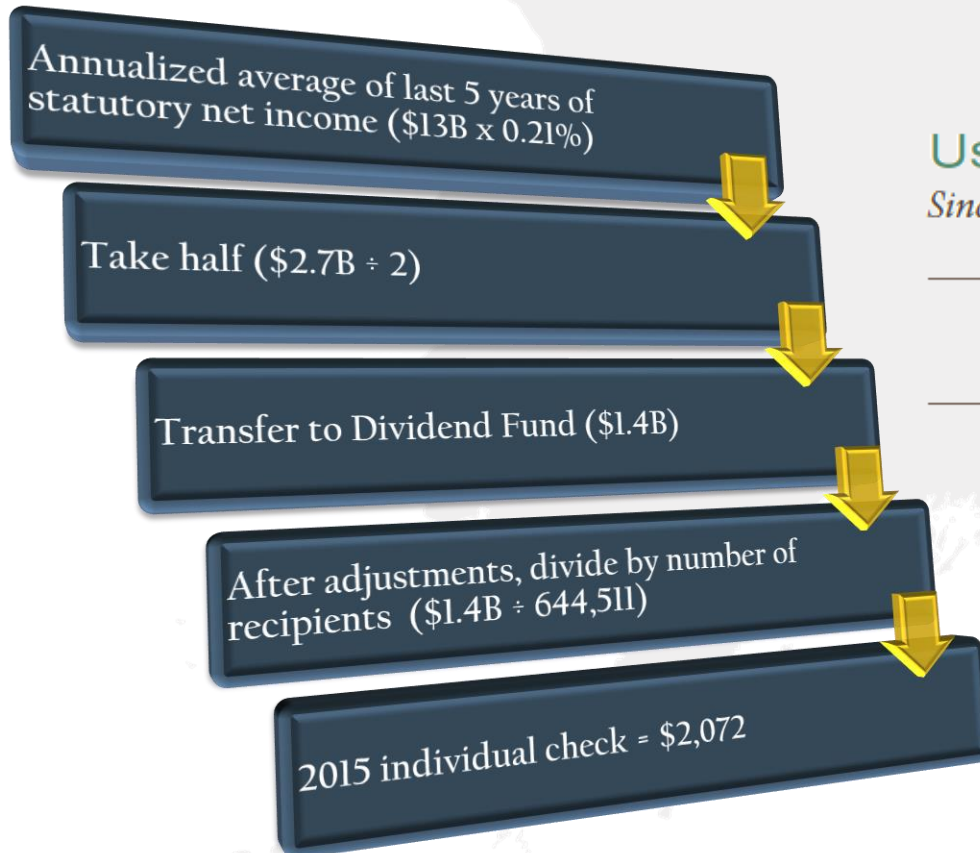 Annualized average of last 5 years of
statutory net income ($13B x 0.21%)
Take half ($2.7B ÷ 2)
Transfer to Dividend Fund ($1.4B)
After adjustments, divide by number of
recipients ($1.4B ÷ 644,511)
2015 individual check = $2,072